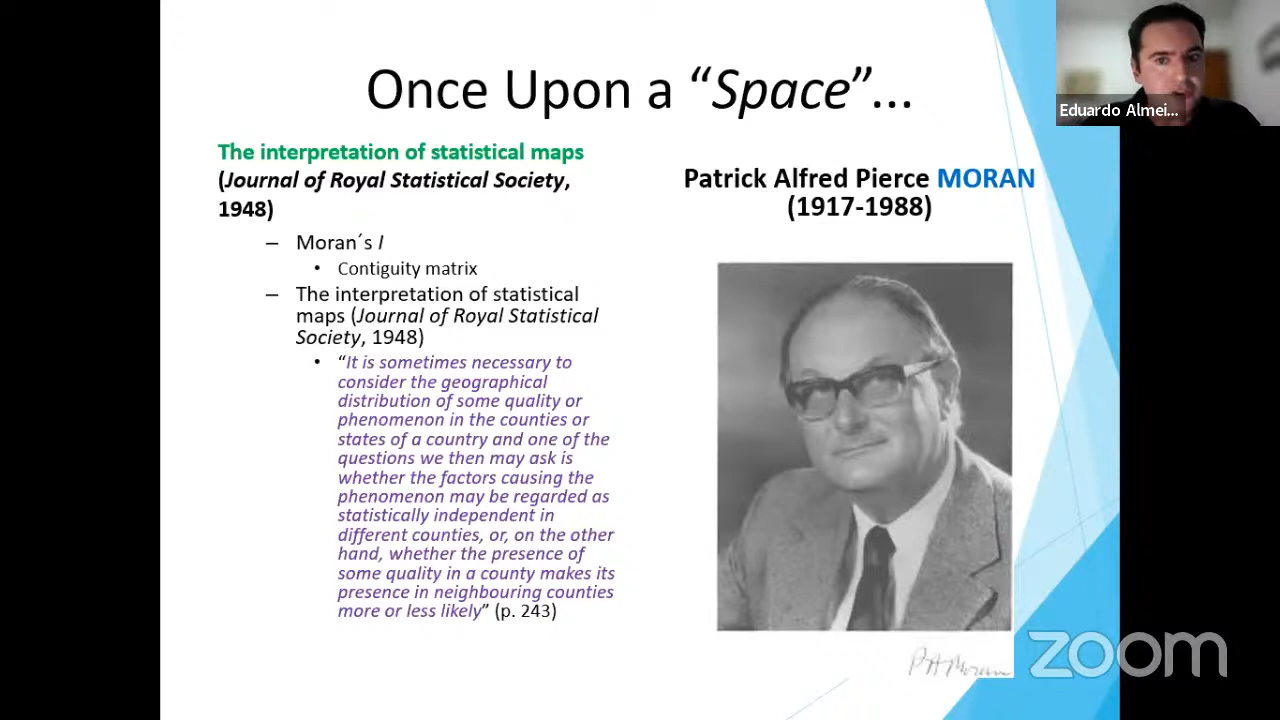 Once Upon a “Space”...
Eduardo Almei...
The interpretation of statistical maps
(Journal of Royal Statistical Society,
1948)
– Moran´s I
• Contiguity matrix
– The interpretation of statistical
maps (Journal of Royal Statistical
Society, 1948)
• “It is sometimes necessary to
consider the geographical
distribution of some quality or
phenomenon in the counties or
states of a country and one of the
questions we then may ask is
whether the factors causing the
phenomenon may be regarded as
statistically independent in
different counties, or, on the other
hand, whether the presence of
some quality in a county makes its
presence in neighbouring counties
more or less likely” (p. 243)
Patrick Alfred Pierce MORAN
(1917-1988)
P A Moran
zoom